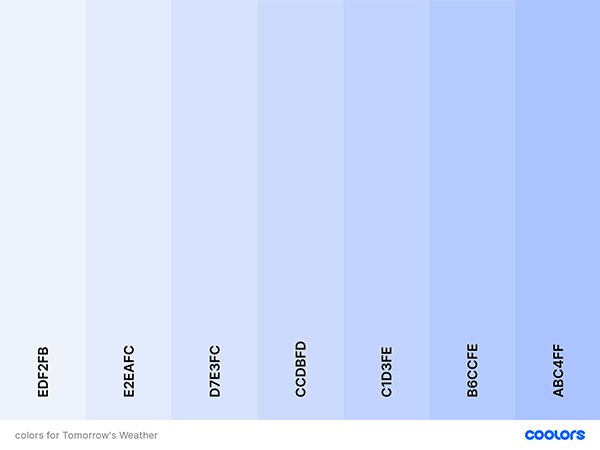 EDF2FB
E2EAFC
D7E3FC
CCDBFD
C1D3FE
B6CCFE
ABC4FF
colors for Tomorrow's Weather
coolors